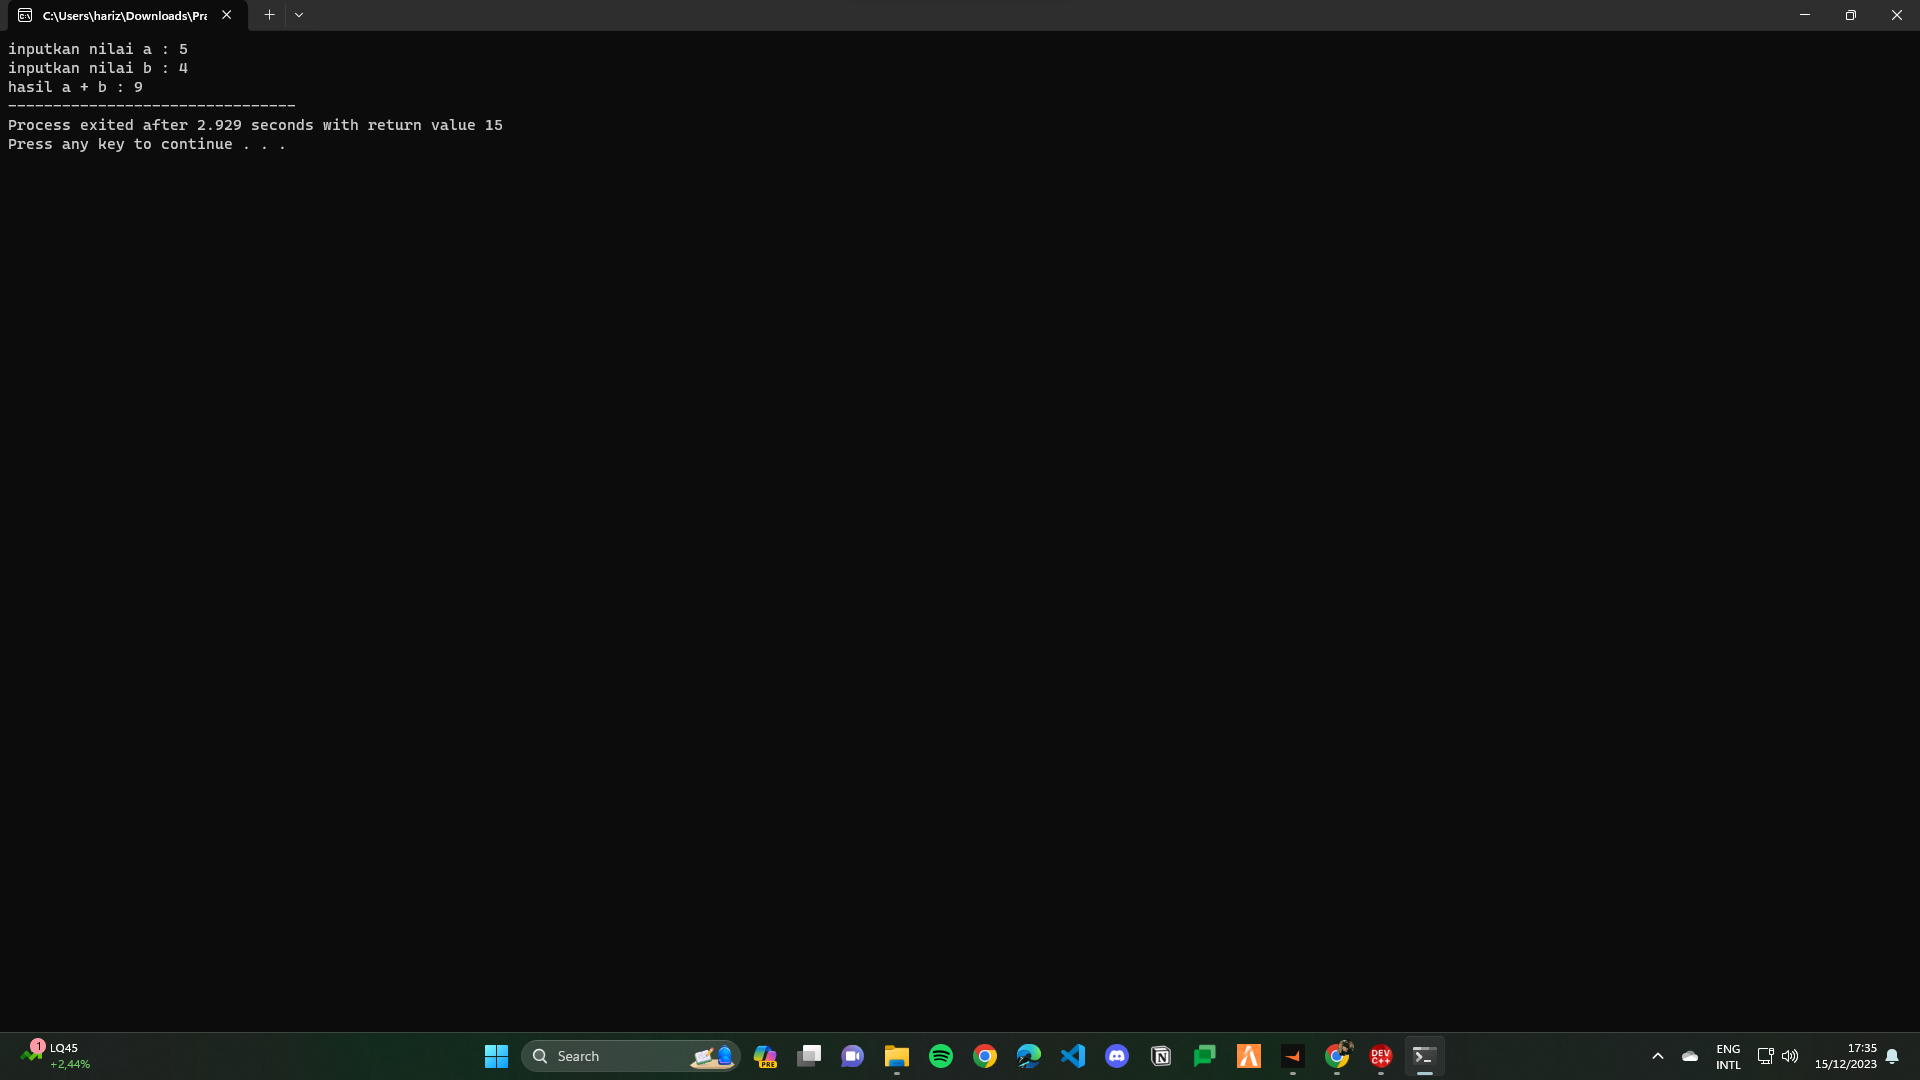 C:\Users\hariz\Downloads\Pra
inputkan nilai a : 5
inputkan nilai b : 4
hasil a + b : 9
--------------------------------
Process exited after 2.929 seconds with return value 15
Press any key to continue . . .
1
LQ45
+2,44%
Search
PRE
DEV
C++
ENG
INTL
17:35
15/12/2023